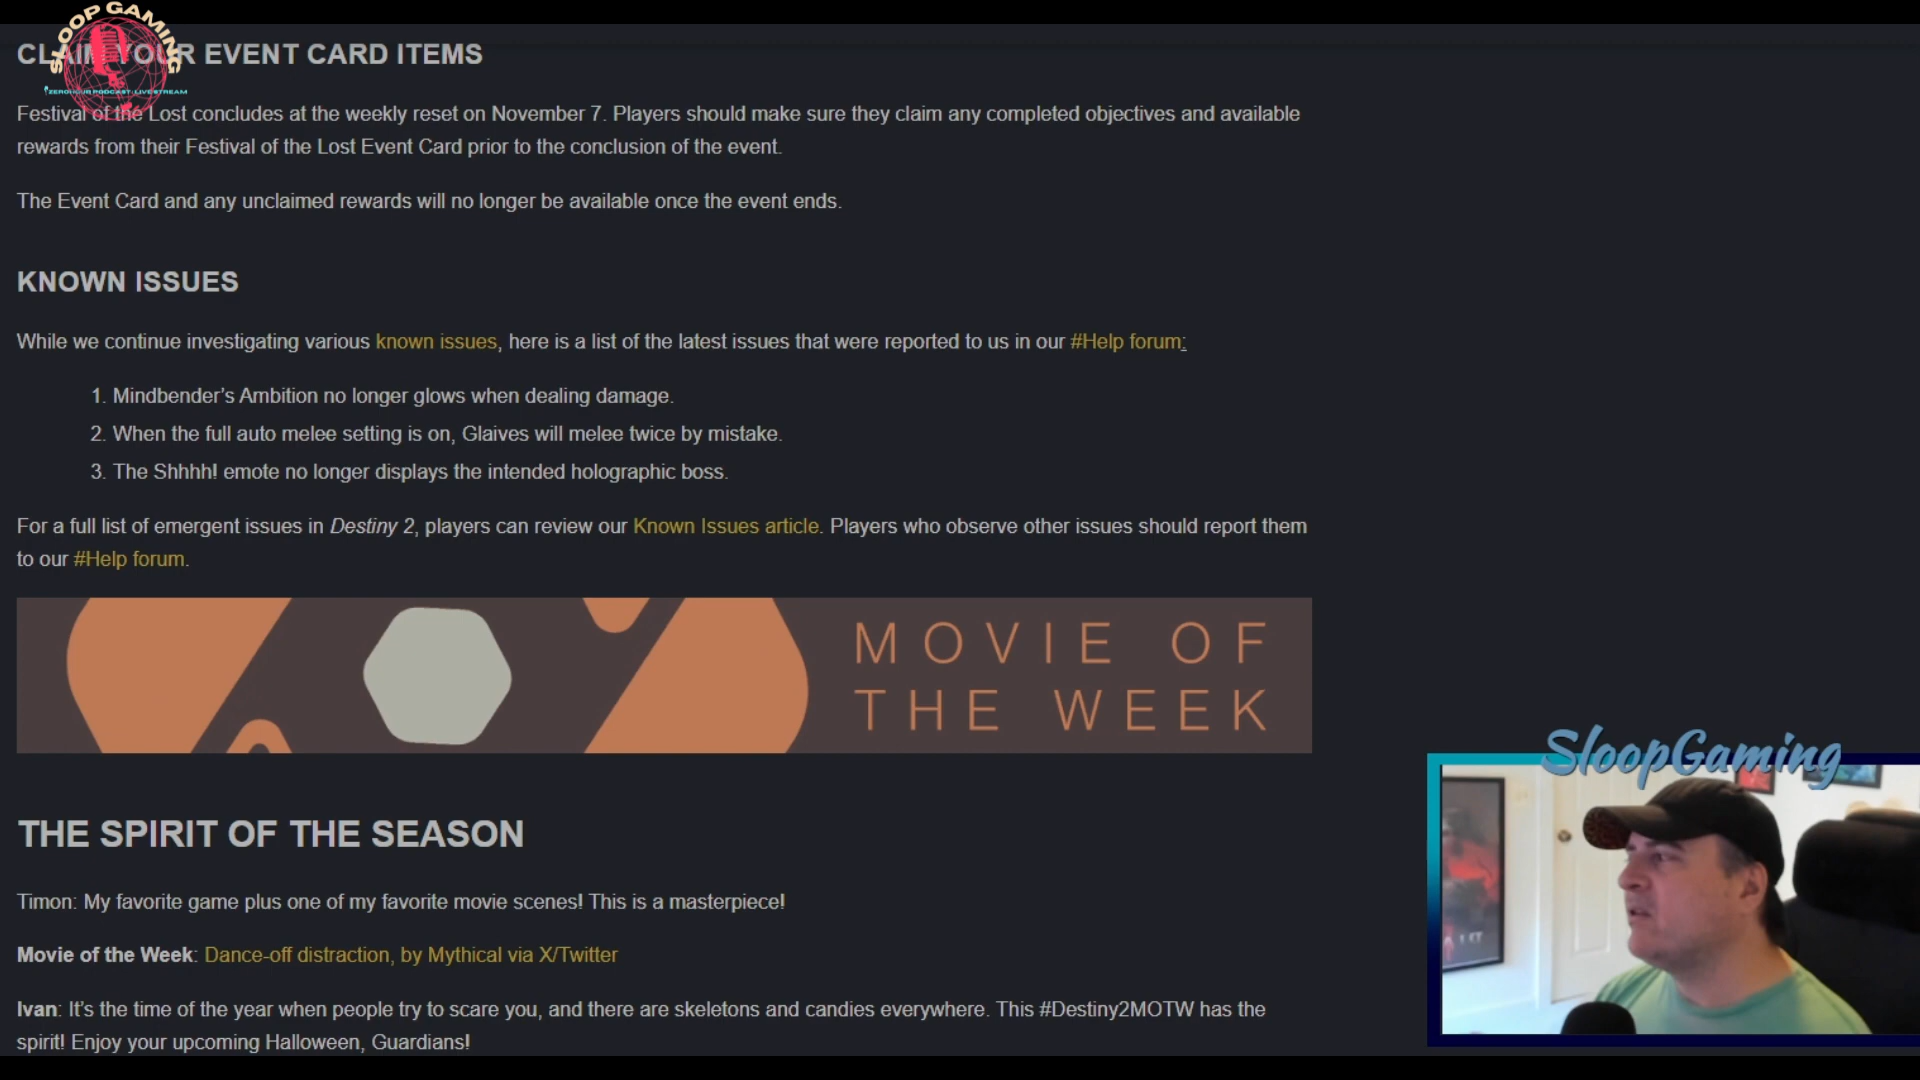 SLOOP GAMING
ZEROHOUR PODCAST: LIVESTREAM
CLAIM YOUR EVENT CARD ITEMS
Festival of the Lost concludes at the weekly reset on November 7. Players should make sure they claim any completed objectives and available
rewards from their Festival of the Lost Event Card prior to the conclusion of the event.
The Event Card and any unclaimed rewards will no longer be available once the event ends.
KNOWN ISSUES
While we continue investigating various known issues, here is a list of the latest issues that were reported to us in our #Help forum:
1. Mindbender’s Ambition no longer glows when dealing damage.
2. When the full auto melee setting is on, Glaives will melee twice by mistake.
3. The Shhhh! emote no longer displays the intended holographic boss.
For a full list of emergent issues in Destiny 2, players can review our Known Issues article. Players who observe other issues should report them
to our #Help forum.
MOVIE OF
THE WEEK
THE SPIRIT OF THE SEASON
Timon: My favorite game plus one of my favorite movie scenes! This is a masterpiece!
Movie of the Week: Dance-off distraction, by Mythical via X/Twitter
Ivan: It’s the time of the year when people try to scare you, and there are skeletons and candies everywhere. This #Destiny2MOTW has the
spirit! Enjoy your upcoming Halloween, Guardians!
SloopGaming